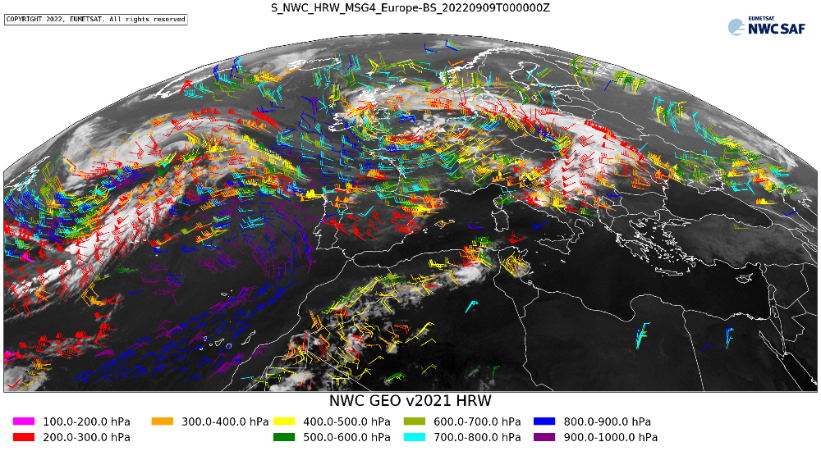 S_NWC_HRW_MSG4_Europe-BS_20220909T000000Z
COPYRIGHT 2022, EUMETSAT. All rights reserved
EUMETSAT
NWC SAF
NWC GEO v2021 HRW
100.0-200.0 hPa 300.0-400.0 hPa 400.0-500.0 hPa 600.0-700.0 hPa 800.0-900.0 hPa
200.0-300.0 hPa 500.0-600.0 hPa 700.0-800.0 hPa 900.0-1000.0 hPa